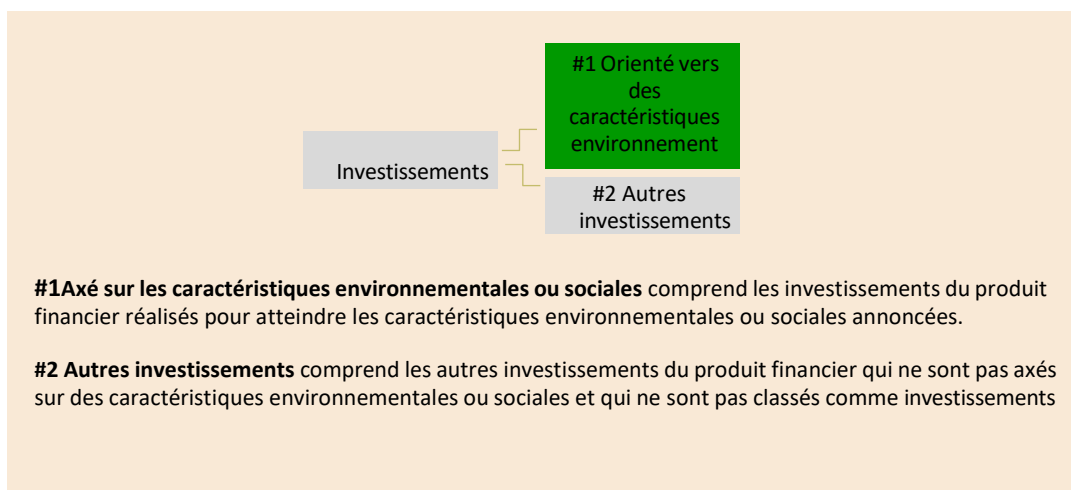 #1 Orienté vers
des
caractéristiques
environnement
Investissements
#2 Autres
investissements
#1Axé sur les caractéristiques environnementales ou sociales comprend les investissements du produit
financier réalisés pour atteindre les caractéristiques environnementales ou sociales annoncées.
#2 Autres investissements comprend les autres investissements du produit financier qui ne sont pas axés
sur des caractéristiques environnementales ou sociales et qui ne sont pas classés comme investissements